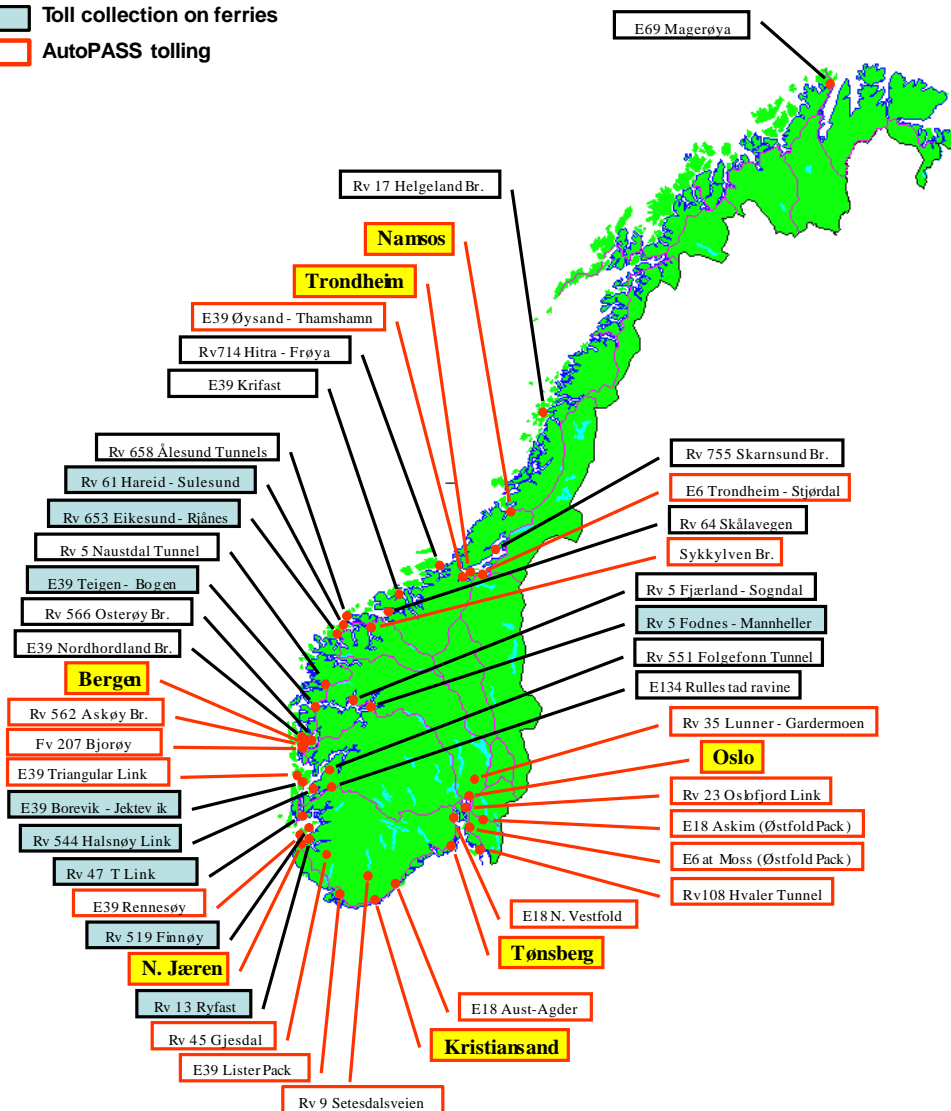 Toll collection on ferries
AutoPASS tolling
E69 Magerøya
Rv 17 Helgeland Br.
Namsos
Trondheim
E39 Øysand - Thamshamn
Rv714 Hitra - Frøya
E39 Krifast
Rv 658 Ålesund Tunnels
Rv 61 Hareid - Sulesund
Rv 653 Eikesund - Rjånes
Rv 5 Naustdal Tunnel
E39 Teigen - Bogen
Rv 566 Osterøy Br.
E39 Nordhordland Br.
Bergen
Rv 562 Askøy Br.
Fv 207 Bjorøy
E39 Triangular Link
E39 Borevik - Jektevik
Rv 544 Halsnøy Link
Rv 47 T Link
E39 Rennesøy
Rv 519 Finnøy
N. Jæren
Rv 13 Ryfast
Rv 45 Gjesdal
E39 Lister Pack
Rv 9 Setesdalsveien
Rv 755 Skarnsund Br.
E6 Trondheim - Stjørdal
Rv 64 Skålavegen
Sykkylven Br.
Rv 5 Fjærland - Sogndal
Rv 5 Fodnes - Mannheller
Rv 551 Folgefonn Tunnel
E134 Rullestad ravine
Rv 35 Lunner - Gardermoen
Oslo
Rv 23 Oslofjord Link
E18 Askim (Østfold Pack)
E6 at Moss (Østfold Pack)
Rv108 Hvaler Tunnel
E18 N. Vestfold
Tønsberg
E18 Aust-Agder
Kristiansand